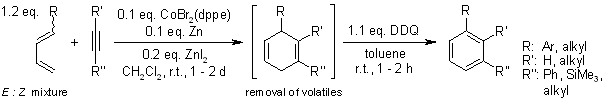 1.2 eq.
R
+
R'
R"
E : Z mixture
0.1 eq. CoBr2(dppe)
0.1 eq. Zn
0.2 eq. ZnI2
CH2Cl2, r.t., 1 - 2 d
R
R'
R"
removal of volatiles
1.1 eq. DDQ
toluene
r.t., 1 - 2 h
R
R'
R"
R: Ar, alkyl
R': H, alkyl
R": Ph, SiMe3,
alkyl